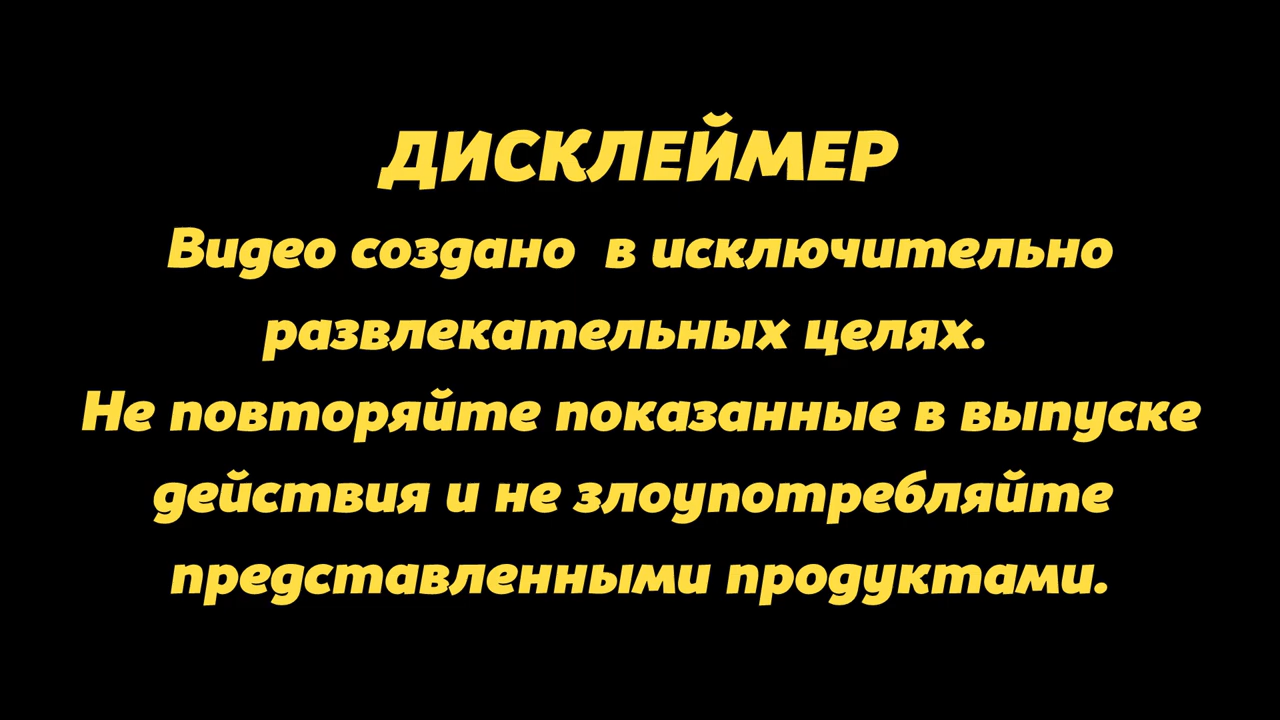 ДИСКЛЕЙМЕР
Видео создано в исключительно
развлекательных целях.
Не повторяйте показанные в выпуске
действия и не злоупотребляйте
представленными продуктами.